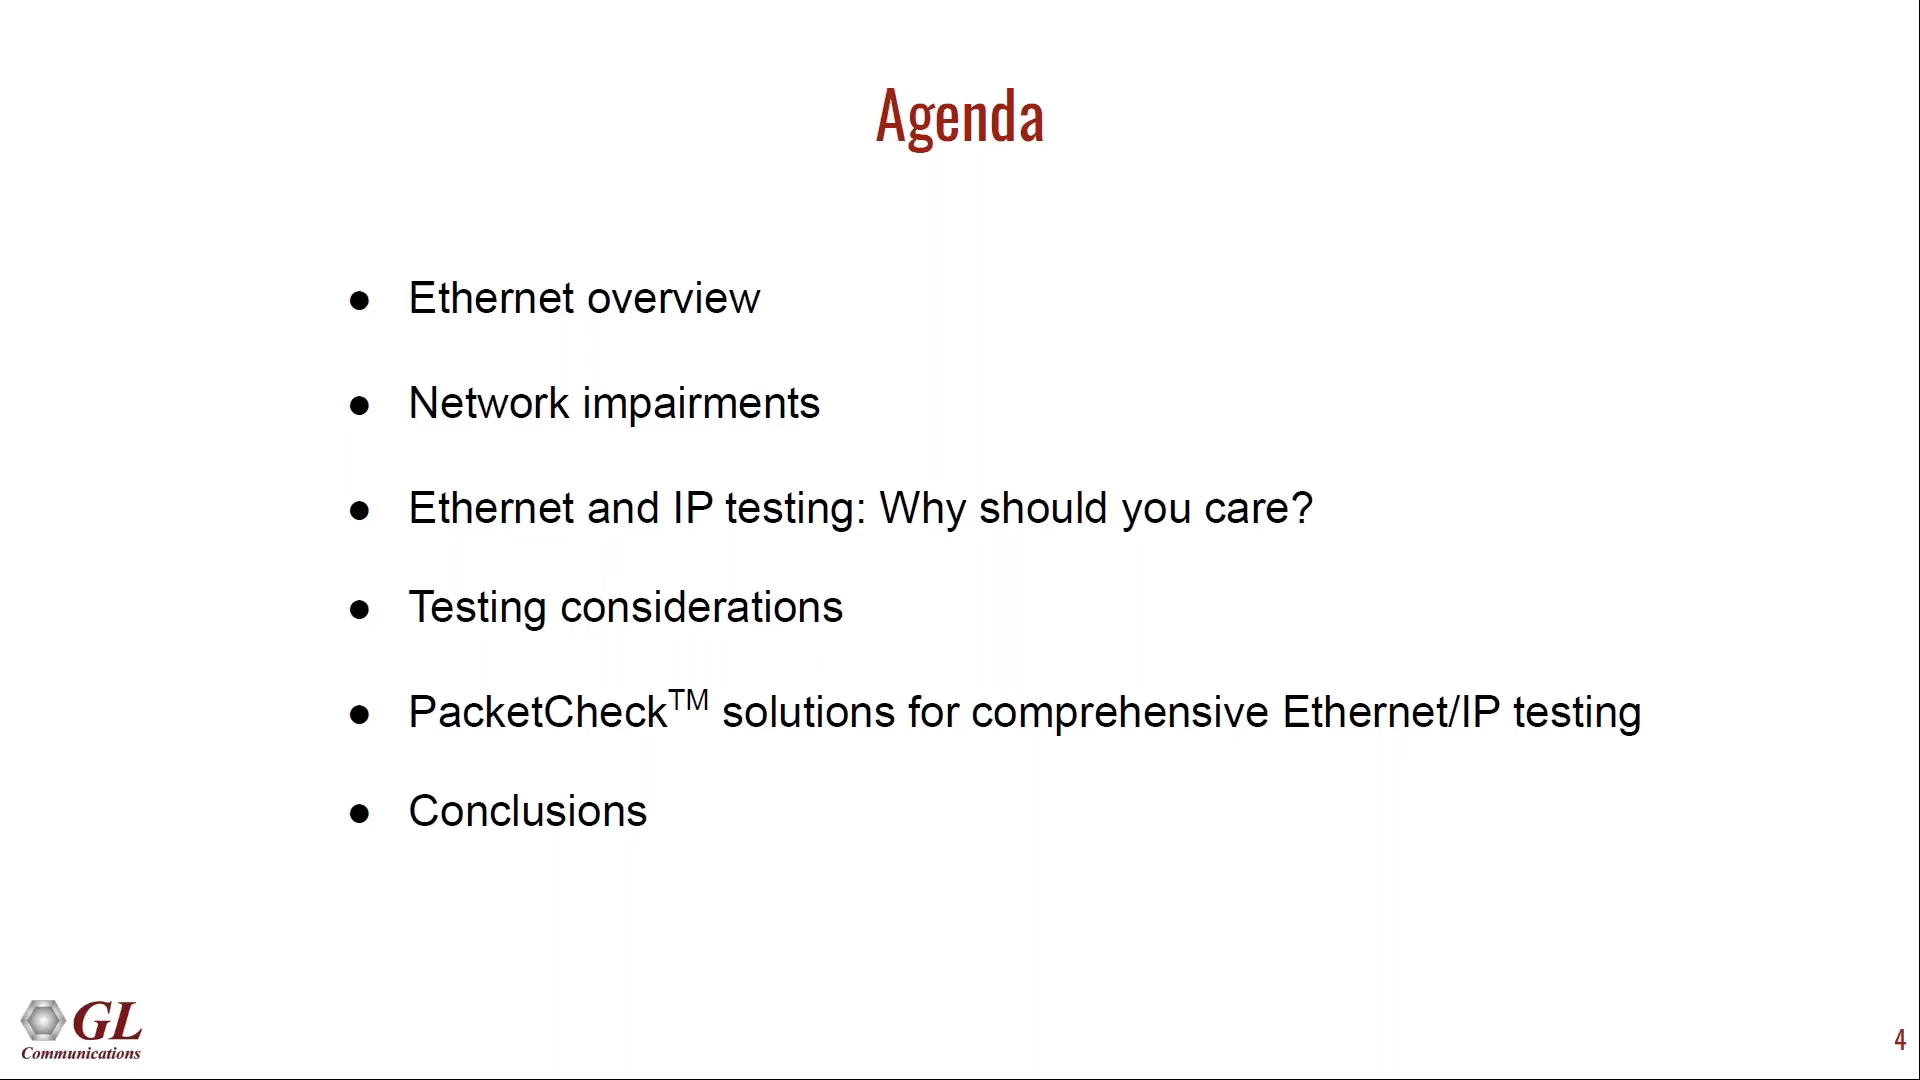 Agenda
● Ethernet overview
● Network impairments
● Ethernet and IP testing: Why should you care?
● Testing considerations
● PacketCheck™ solutions for comprehensive Ethernet/IP testing
● Conclusions
GL
Communications
4